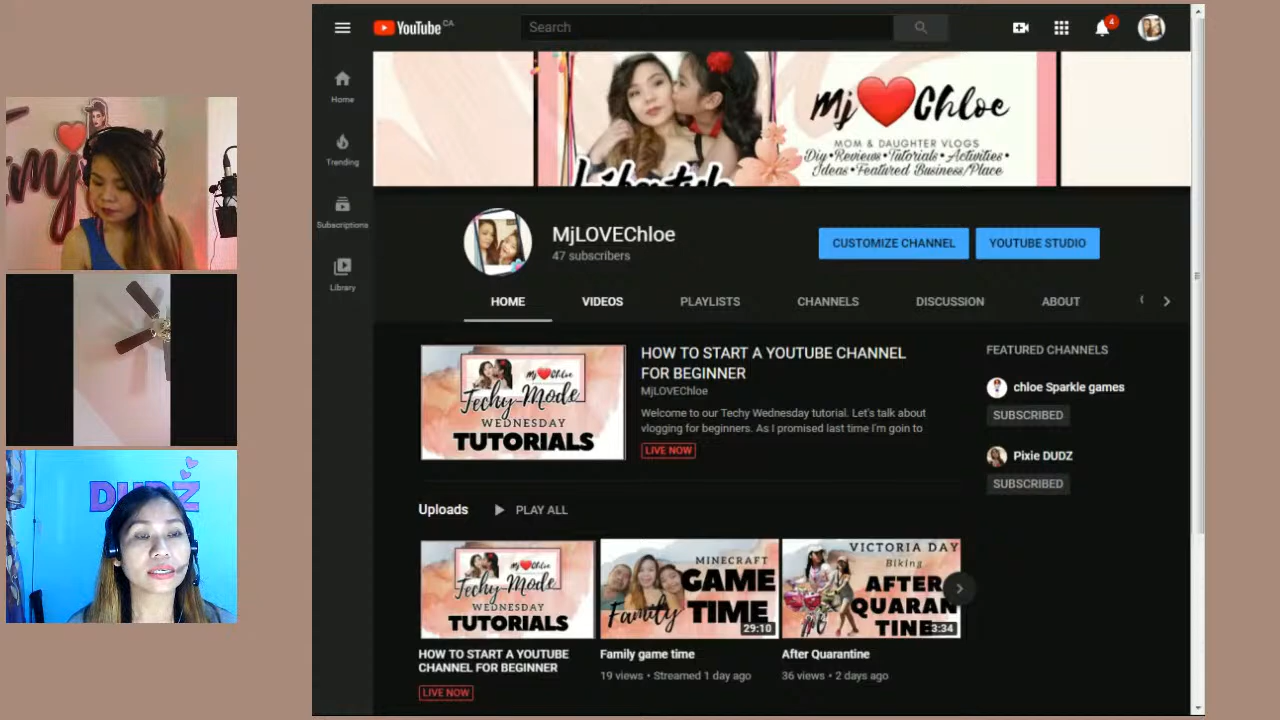 YouTube CA
Search
4
Home
Trending
Subscriptions
Library
Mj Chloe
MOM & DAUGHTER VLOGS
Diy•Reviews•Tutorials•Activities•
Ideas•Featured Business/Place
MjLOVEChloe
47 subscribers
CUSTOMIZE CHANNEL
YOUTUBE STUDIO
HOME
VIDEOS
PLAYLISTS
CHANNELS
DISCUSSION
ABOUT
Mj Chloe
Techy Mode
WEDNESDAY
TUTORIALS
HOW TO START A YOUTUBE CHANNEL
FOR BEGINNER
MjLOVEChloe
Welcome to our Techy Wednesday tutorial. Let's talk about
vlogging for beginners. As I promised last time I'm goin to
LIVE NOW
FEATURED CHANNELS
chloe Sparkle games
SUBSCRIBED
Pixie DUDZ
SUBSCRIBED
Uploads
PLAY ALL
Mj Chloe
Techy Mode
WEDNESDAY
TUTORIALS
HOW TO START A YOUTUBE
CHANNEL FOR BEGINNER
LIVE NOW
MINECRAFT
GAME
Family TIME
29:10
Family game time
19 views • Streamed 1 day ago
VICTORIA DAY
Biking
AFTER
QUARAN
TINE
3:34
After Quarantine
36 views • 2 days ago
DUDZ